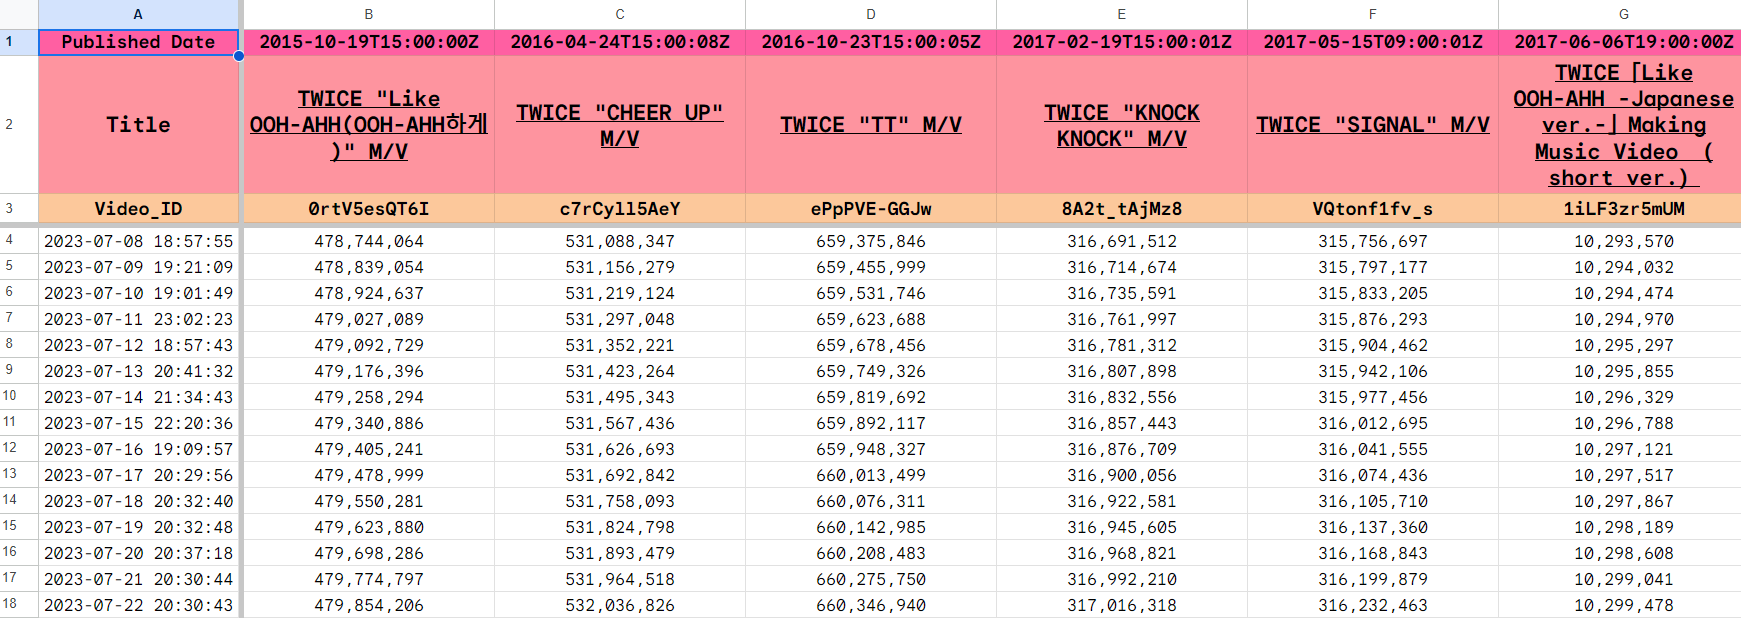 A B C D E F G
1 Published Date 2015-10-19T15:00:00Z 2016-04-24T15:00:08Z 2016-10-23T15:00:05Z 2017-02-19T15:00:01Z 2017-05-15T09:00:01Z 2017-06-06T19:00:00Z
2 Title TWICE "Like OOH-AHH(OOH-AHH하게)" M/V TWICE "CHEER UP" M/V TWICE "TT" M/V TWICE "KNOCK KNOCK" M/V TWICE "SIGNAL" M/V TWICE「Like OOH-AHH -Japanese ver.-」Making Music Video （short ver.）
3 Video_ID 0rtV5esQT6I c7rCyll5AeY ePpPVE-GGJw 8A2t_tAjMz8 VQtonf1fv_s 1iLF3zr5mUM
4 2023-07-08 18:57:55 478,744,064 531,088,347 659,375,846 316,691,512 315,756,697 10,293,570
5 2023-07-09 19:21:09 478,839,054 531,156,279 659,455,999 316,714,674 315,797,177 10,294,032
6 2023-07-10 19:01:49 478,924,637 531,219,124 659,531,746 316,735,591 315,833,205 10,294,474
7 2023-07-11 23:02:23 479,027,089 531,297,048 659,623,688 316,761,997 315,876,293 10,294,970
8 2023-07-12 18:57:43 479,092,729 531,352,221 659,678,456 316,781,312 315,904,462 10,295,297
9 2023-07-13 20:41:32 479,176,396 531,423,264 659,749,326 316,807,898 315,942,106 10,295,855
10 2023-07-14 21:34:43 479,258,294 531,495,343 659,819,692 316,832,556 315,977,456 10,296,329
11 2023-07-15 22:20:36 479,340,886 531,567,436 659,892,117 316,857,443 316,012,695 10,296,788
12 2023-07-16 19:09:57 479,405,241 531,626,693 659,948,327 316,876,709 316,041,555 10,297,121
13 2023-07-17 20:29:56 479,478,999 531,692,842 660,013,499 316,900,056 316,074,436 10,297,517
14 2023-07-18 20:32:40 479,550,281 531,758,093 660,076,311 316,922,581 316,105,710 10,297,867
15 2023-07-19 20:32:48 479,623,880 531,824,798 660,142,985 316,945,605 316,137,360 10,298,189
16 2023-07-20 20:37:18 479,698,286 531,893,479 660,208,483 316,968,821 316,168,843 10,298,608
17 2023-07-21 20:30:44 479,774,797 531,964,518 660,275,750 316,992,210 316,199,879 10,299,041
18 2023-07-22 20:30:43 479,854,206 532,036,826 660,346,940 317,016,318 316,232,463 10,299,478